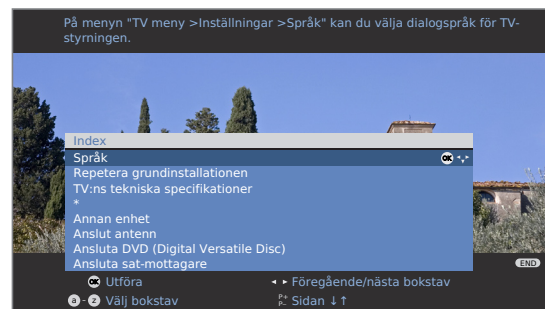 På menyn "TV meny >Inställningar >Språk" kan du välja dialogspråk för TV-
styrningen.
Index
Språk OK
Repetera grundinstallationen
TV:ns tekniska specifikationer
*
Annan enhet
Anslut antenn
Ansluta DVD (Digital Versatile Disc)
Ansluta sat-mottagare
END
OK Utföra ◂ ▸ Föregående/nästa bokstav
a - z Välj bokstav P+ P- Sidan ↓↑